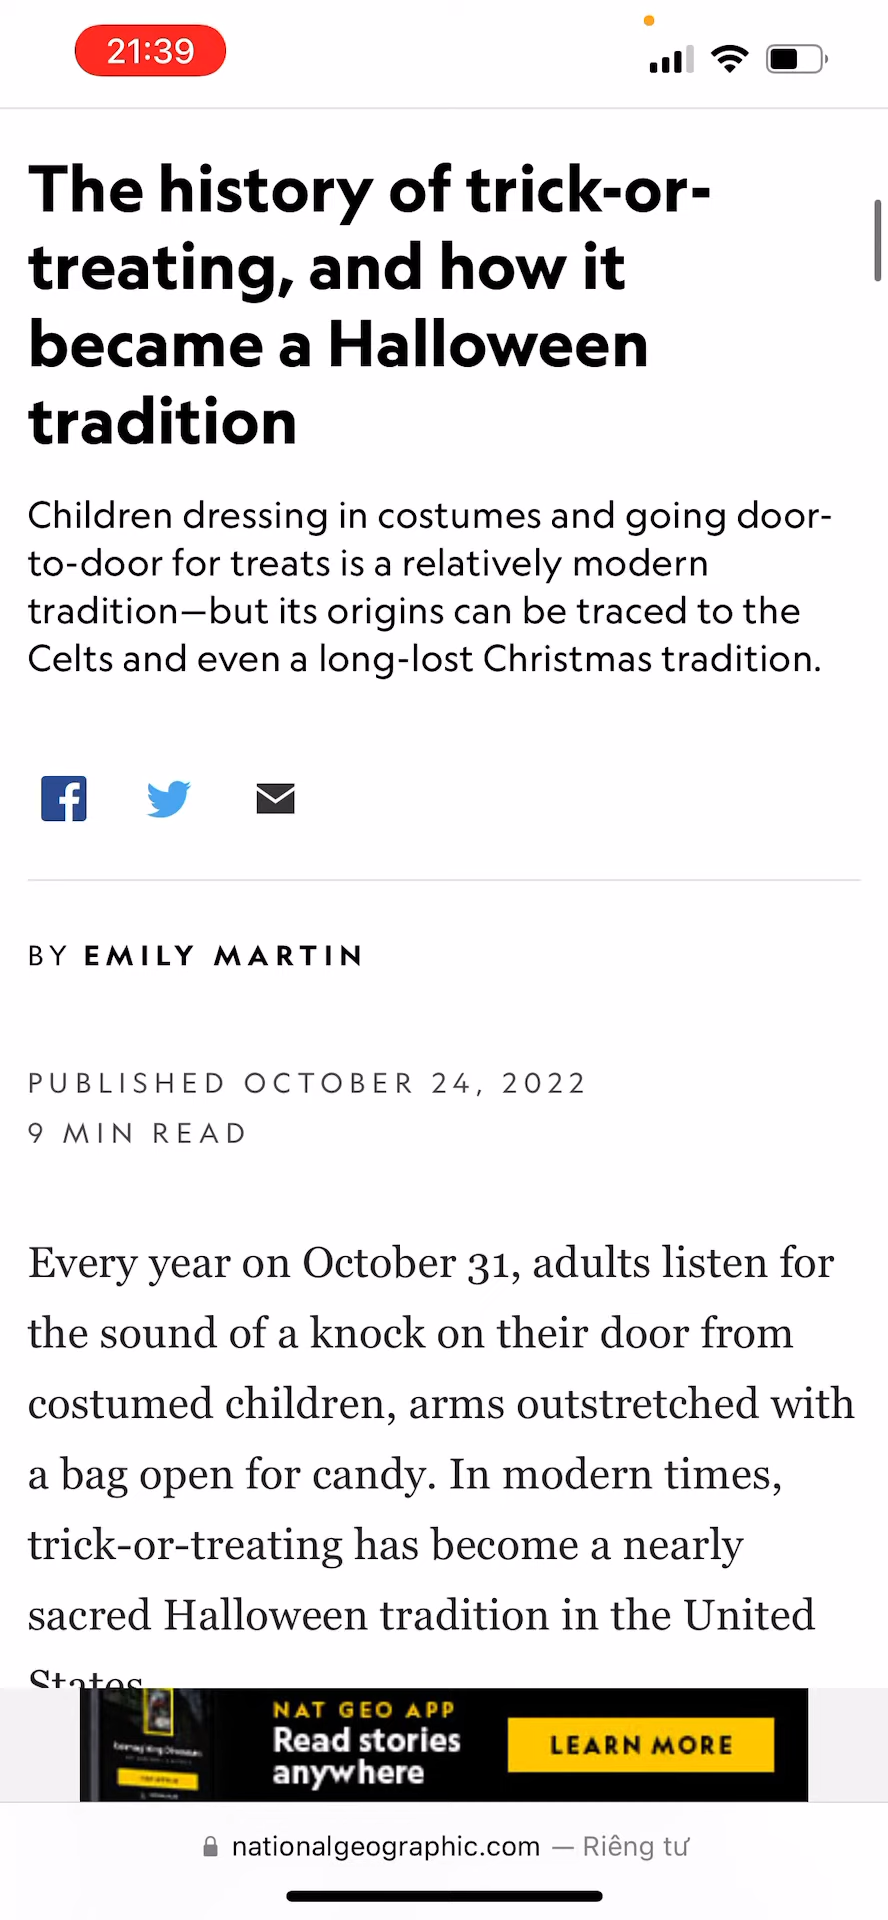 21:39
The history of trick-or-
treating, and how it
became a Halloween
tradition
Children dressing in costumes and going door-
to-door for treats is a relatively modern
tradition—but its origins can be traced to the
Celts and even a long-lost Christmas tradition.
BY EMILY MARTIN
PUBLISHED OCTOBER 24, 2022
9 MIN READ
Every year on October 31, adults listen for
the sound of a knock on their door from
costumed children, arms outstretched with
a bag open for candy. In modern times,
trick-or-treating has become a nearly
sacred Halloween tradition in the United
States.
NAT GEO APP
Read stories
anywhere
LEARN MORE
nationalgeographic.com — Riêng tư